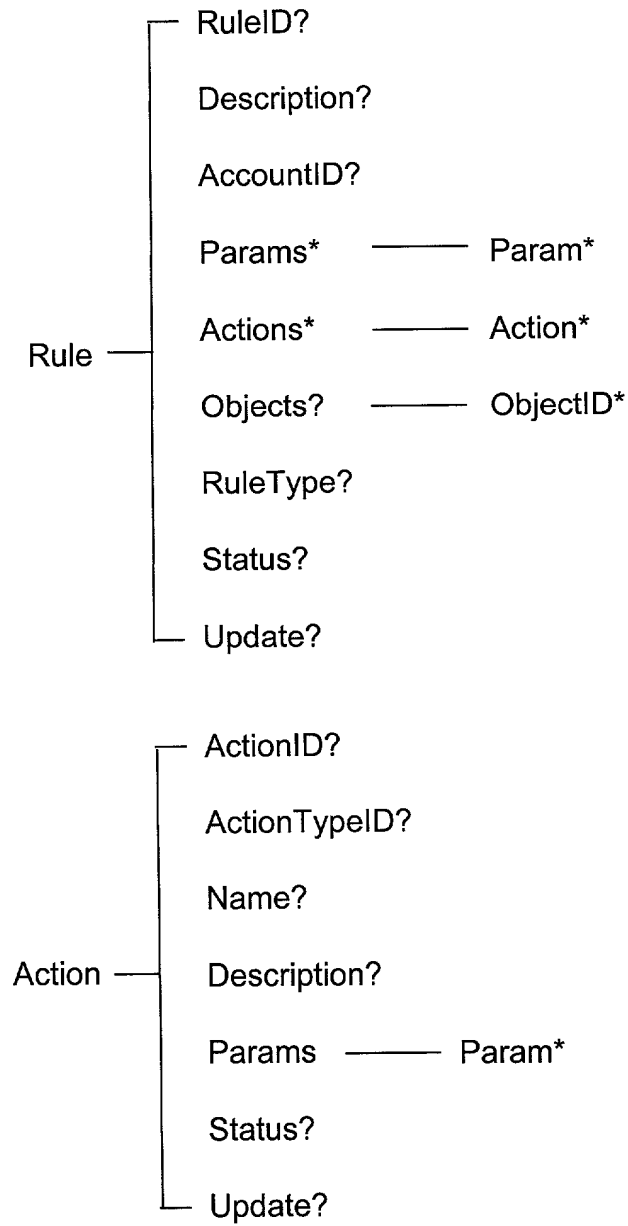 RuleID?
Description?
AccountID?
Params* Param*
Actions* Action*
Rule
Objects? ObjectID*
RuleType?
Status?
Update?
ActionID?
ActionTypeID?
Name?
Action Description?
Params Param*
Status?
Update?